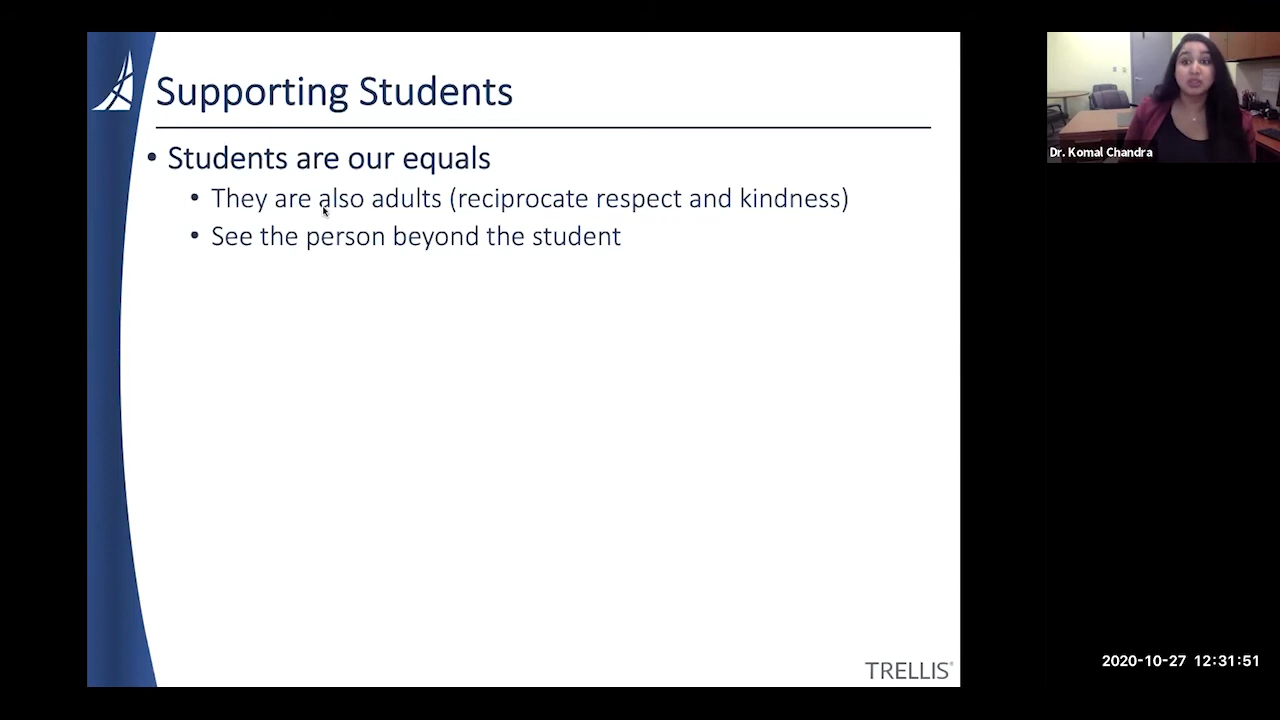 Supporting Students
• Students are our equals
• They are also adults (reciprocate respect and kindness)
• See the person beyond the student
TRELLIS®
Dr. Komal Chandra
2020-10-27 12:31:51